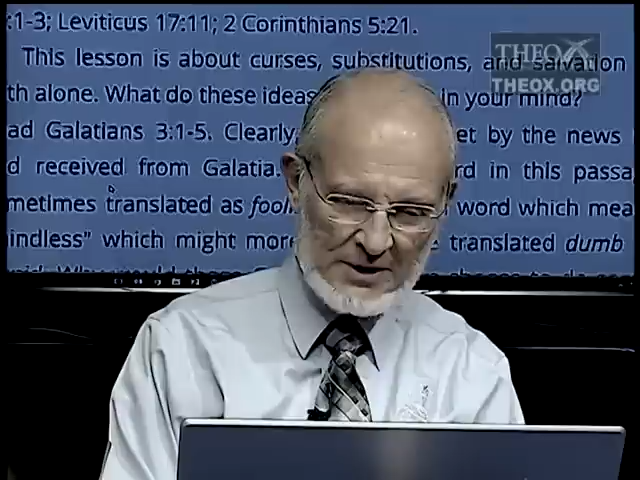 :1-3; Leviticus 17:11; 2 Corinthians 5:21.
This lesson is about curses, substitutions, and salvation
th alone. What do these ideas in your mind?
ad Galatians 3:1-5. Clearly, et by the news
d received from Galatia. rd in this passa
metimes translated as fool word which mea
indless" which might more translated dumb
THEOX
THEOX.ORG